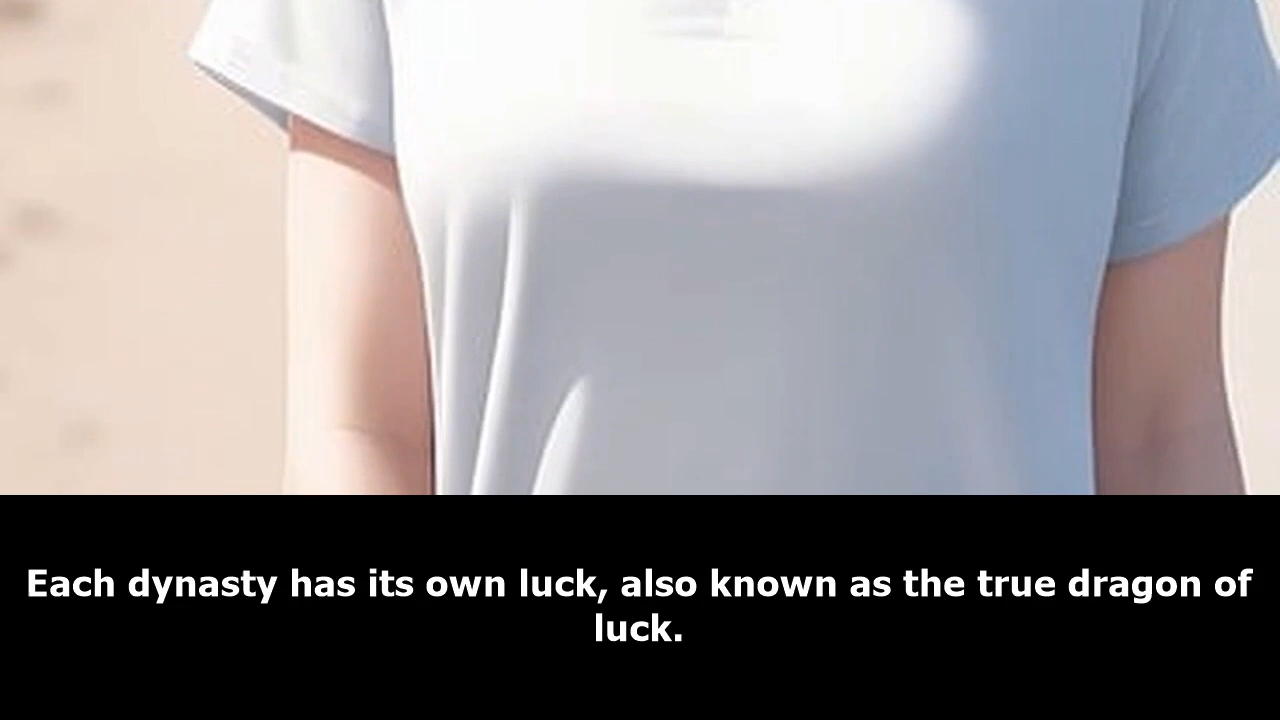 Each dynasty has its own luck, also known as the true dragon of
luck.